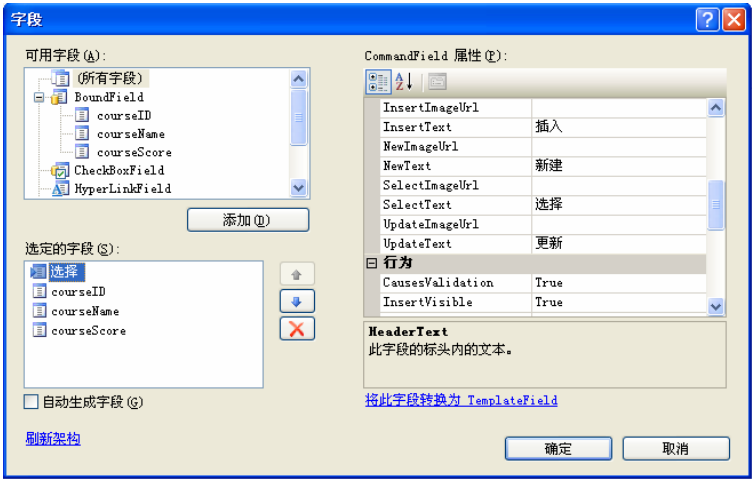 字段
可用字段(A):
(所有字段)
BoundField
courseID
courseName
courseScore
CheckBoxField
HyperLinkField
添加(D)
选定的字段(S):
选择
courseID
courseName
courseScore
自动生成字段(G)
刷新架构
CommandField 属性(P):
InsertImageUrl
InsertText 插入
NewImageUrl
NewText 新建
SelectImageUrl
SelectText 选择
UpdateImageUrl
UpdateText 更新
行为
CausesValidation True
InsertVisible True
HeaderText
此字段的标头内的文本。
将此字段转换为 TemplateField
确定 取消